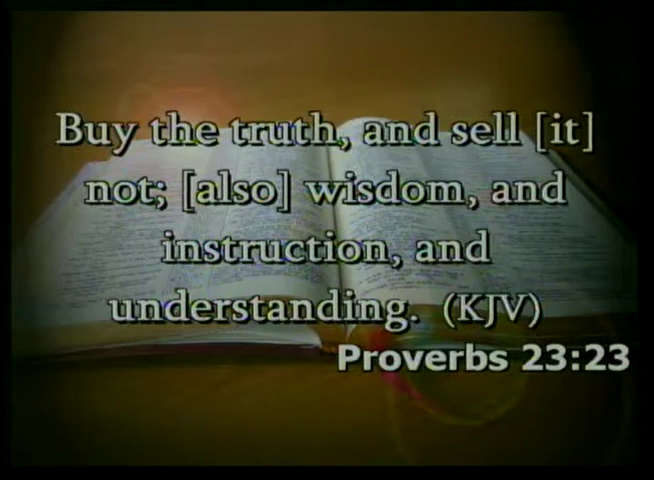 Buy the truth, and sell [it]
not; [also] wisdom, and
instruction, and
understanding. (KJV)
Proverbs 23:23